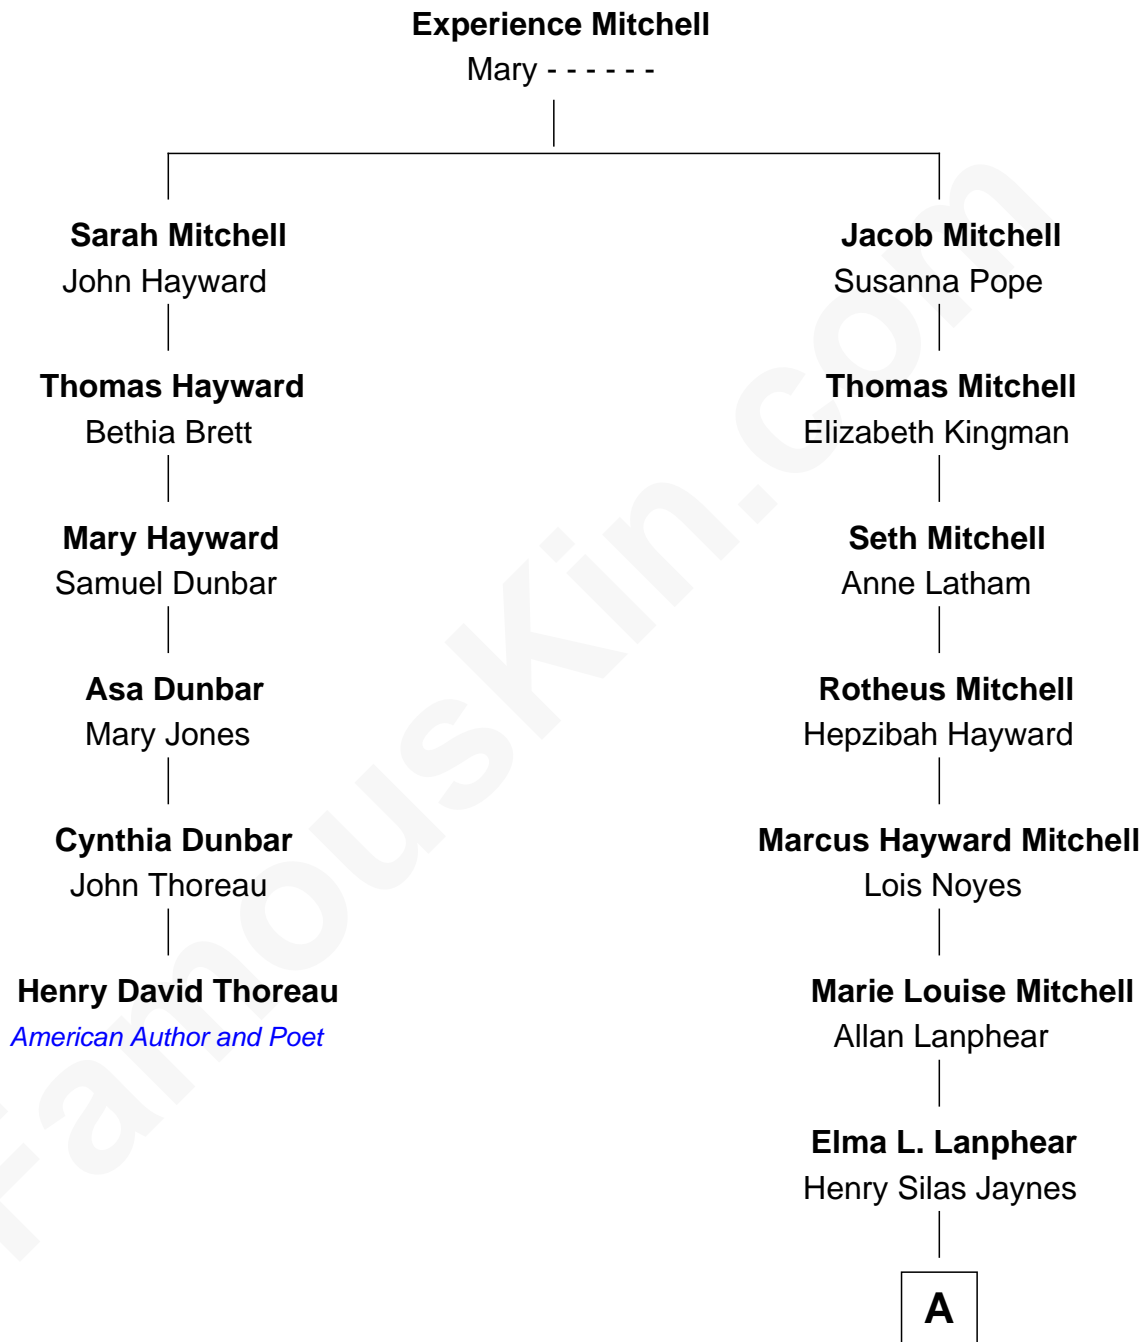 Experience Mitchell
Mary - - - - - -
Sarah Mitchell
John Hayward
Jacob Mitchell
Susanna Pope
Thomas Hayward
Bethia Brett
Thomas Mitchell
Elizabeth Kingman
Mary Hayward
Samuel Dunbar
Seth Mitchell
Anne Latham
Asa Dunbar
Mary Jones
Rotheus Mitchell
Hepzibah Hayward
Cynthia Dunbar
John Thoreau
Marcus Hayward Mitchell
Lois Noyes
Henry David Thoreau
American Author and Poet
Marie Louise Mitchell
Allan Lanphear
Elma L. Lanphear
Henry Silas Jaynes
A
FamousKin.com